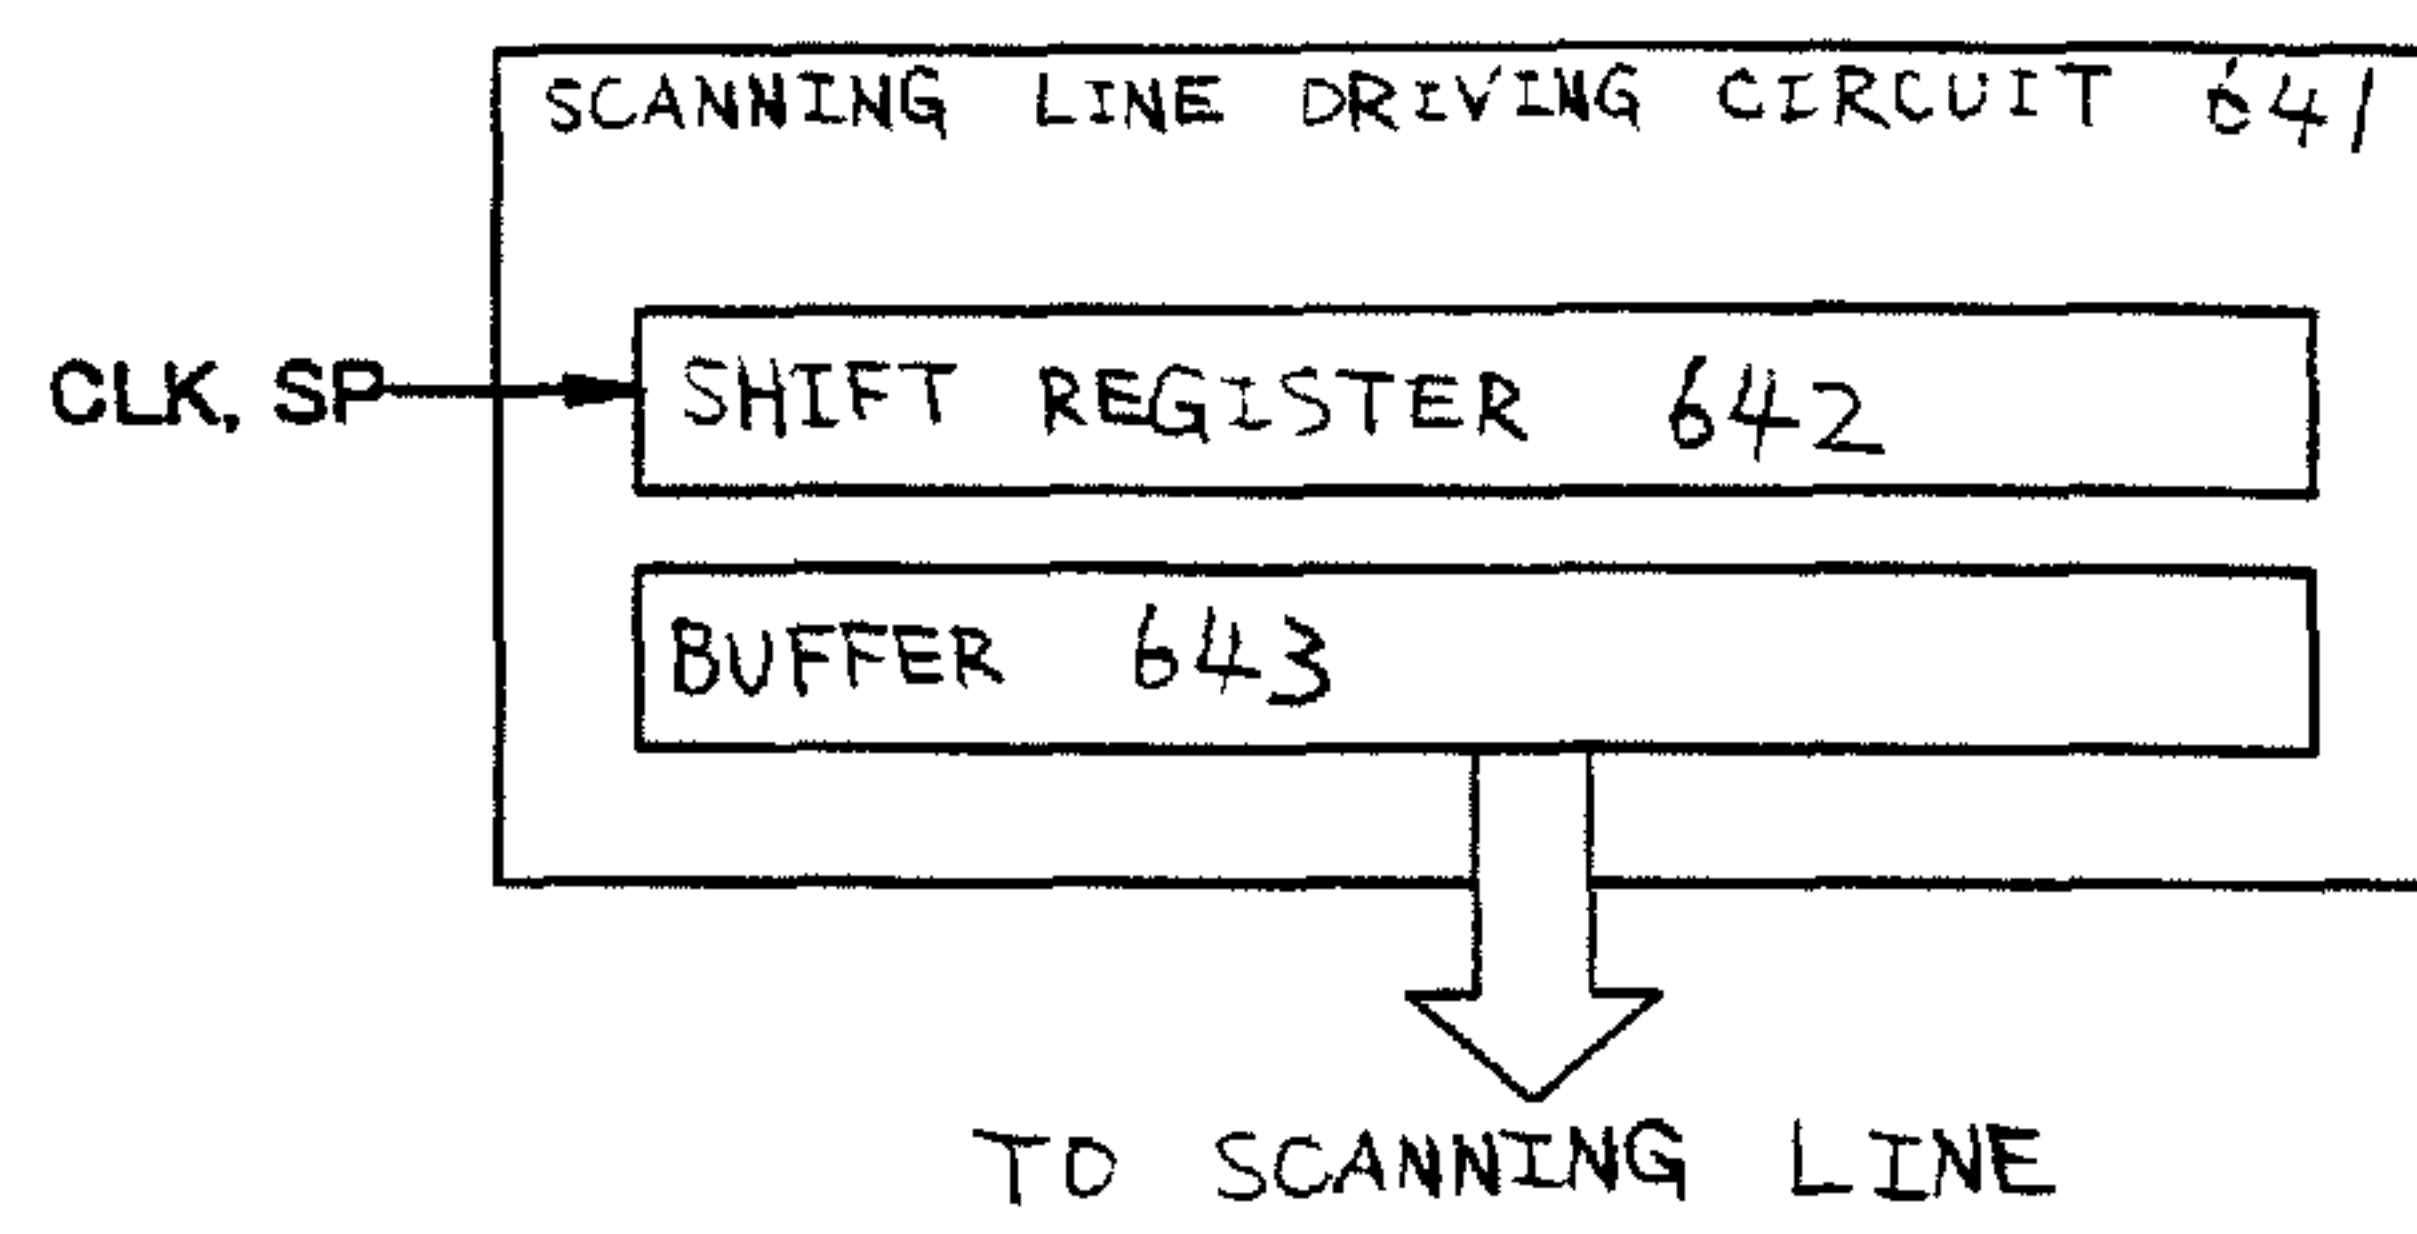 SCANNING LINE DRIVING CIRCUIT 641
CLK, SP
SHIFT REGISTER 642
BUFFER 643
TO SCANNING LINE